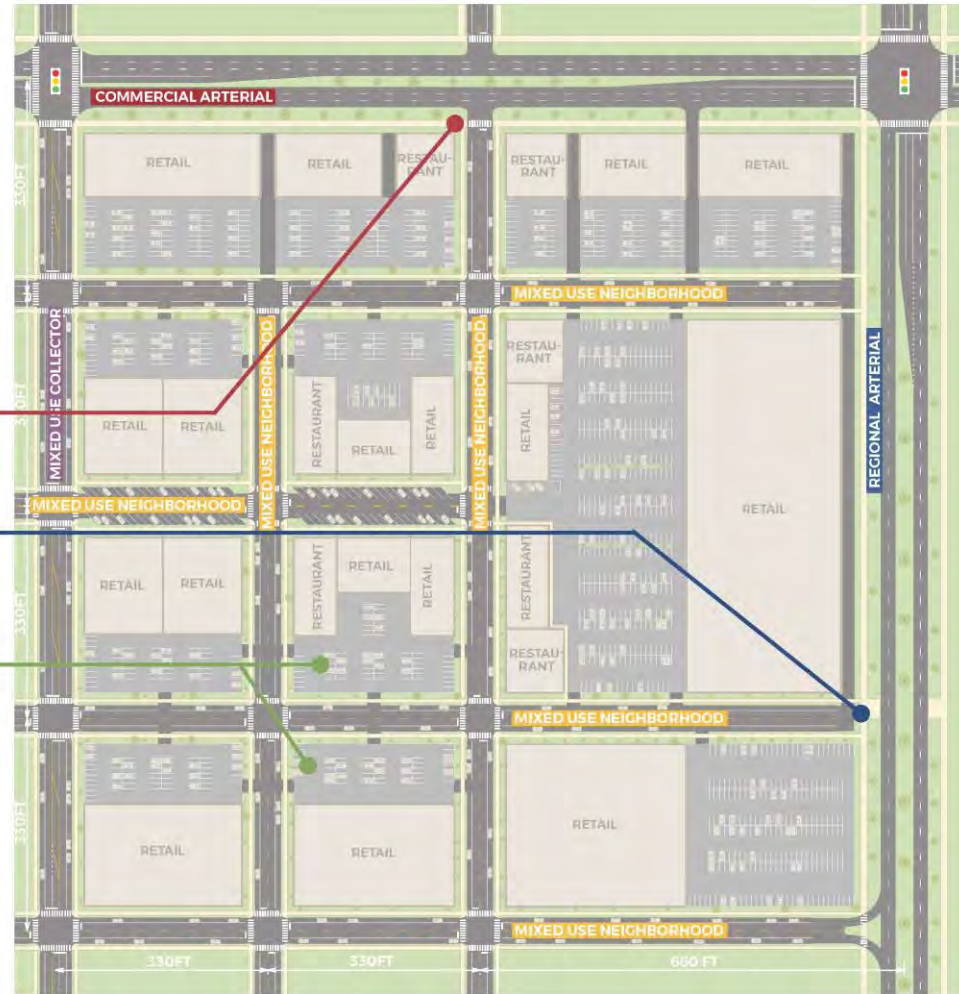 COMMERCIAL ARTERIAL
RETAIL
RETAIL
RESTAU-
RANT
RESTAU-
RANT
RETAIL
RETAIL
330FT
MIXED USE NEIGHBORHOOD
MIXED USE COLLECTOR
330FT
RETAIL
RETAIL
MIXED USE NEIGHBORHOOD
RESTAURANT
RETAIL
RETAIL
MIXED USE NEIGHBORHOOD
RESTAU-
RANT
RETAIL
RETAIL
REGIONAL ARTERIAL
MIXED USE NEIGHBORHOOD
330FT
RETAIL
RETAIL
RESTAURANT
RETAIL
RETAIL
RESTAURANT
RESTAU-
RANT
MIXED USE NEIGHBORHOOD
330FT
RETAIL
RETAIL
RETAIL
MIXED USE NEIGHBORHOOD
330FT
330FT
660 FT